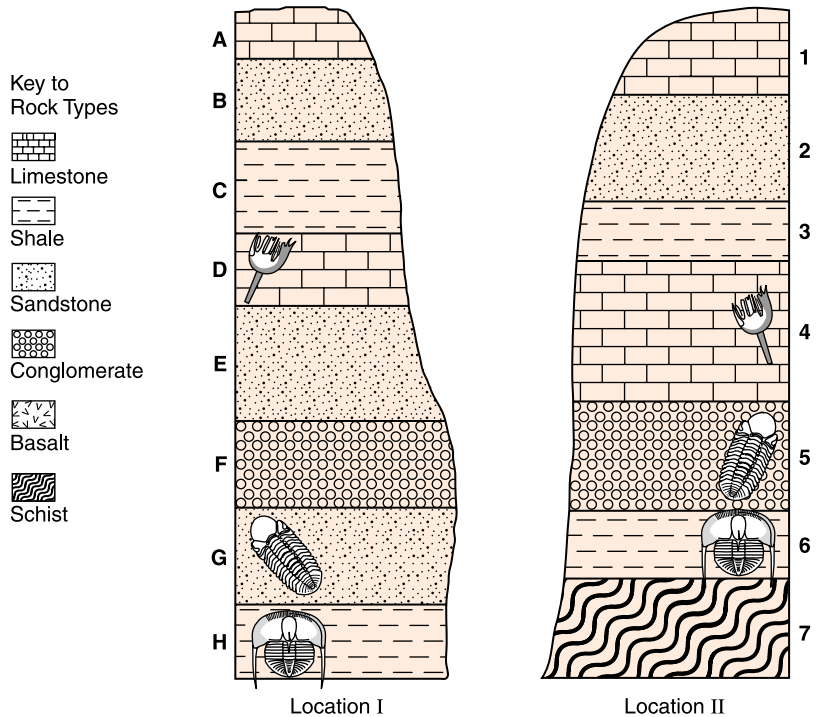 Key to
Rock Types
Limestone
Shale
Sandstone
Conglomerate
Basalt
Schist
A
B
C
D
E
F
G
H
Location I
1
2
3
4
5
6
7
Location II